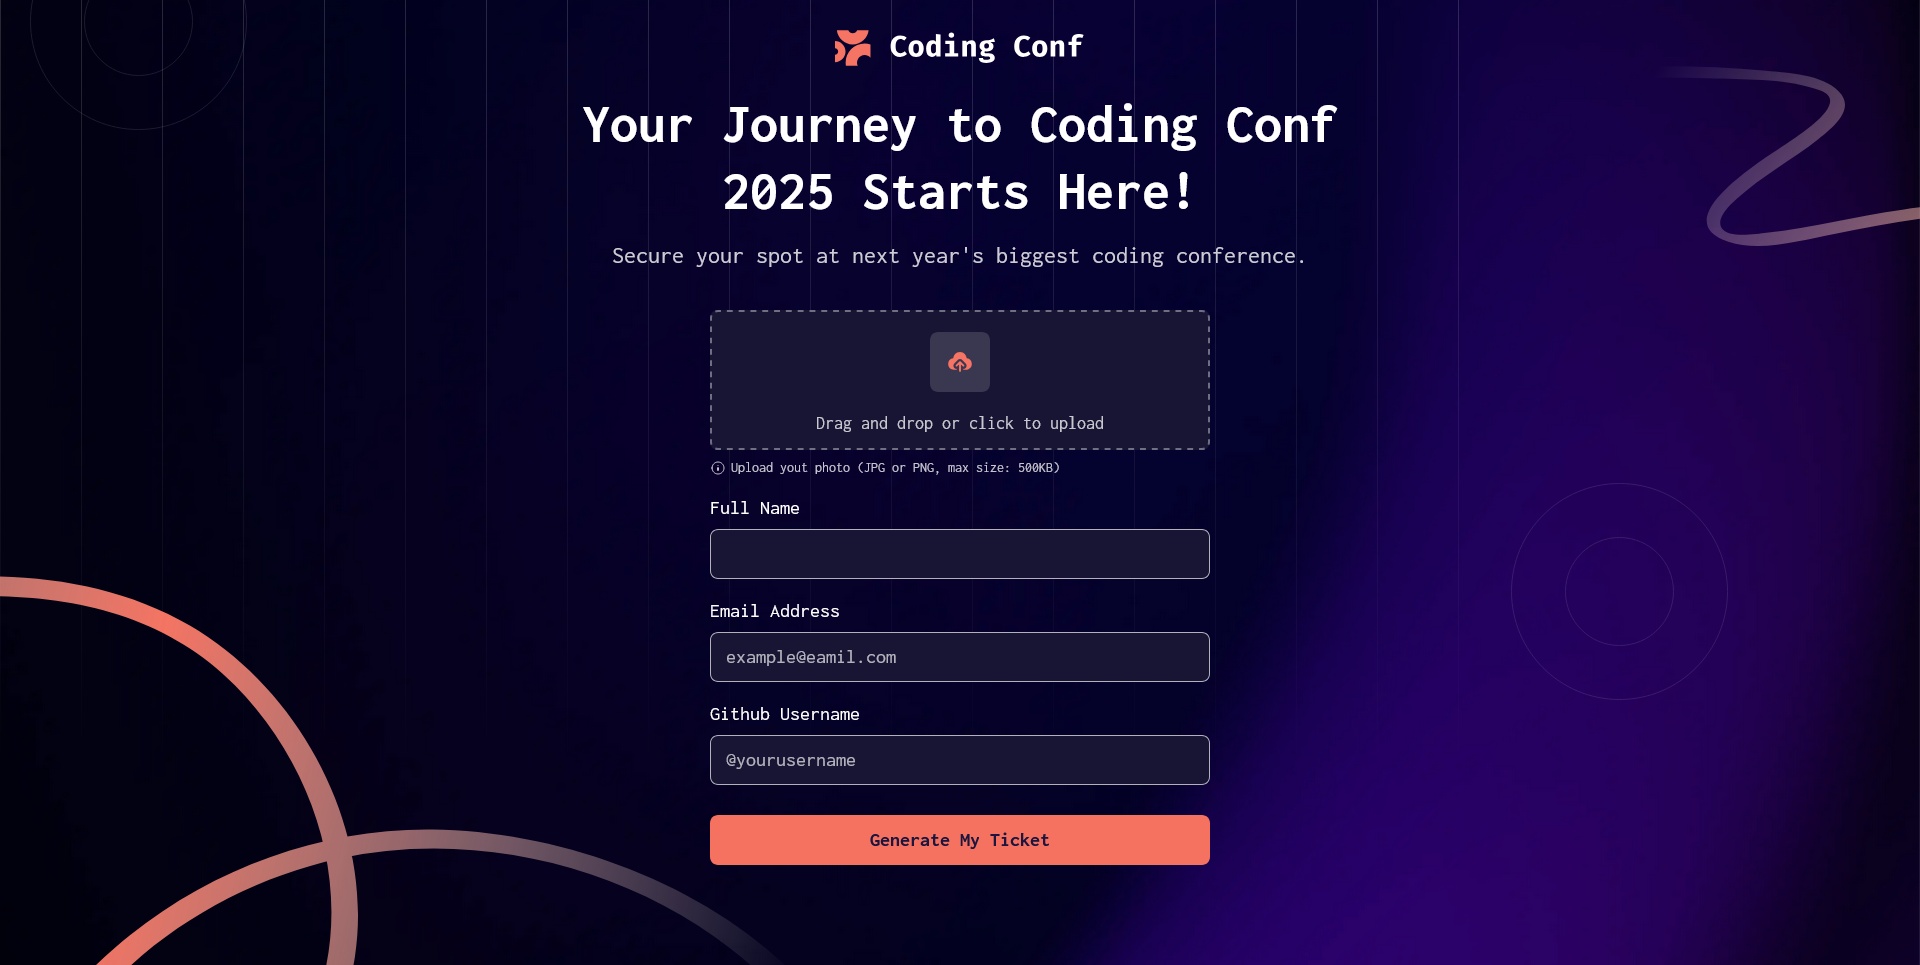 Coding Conf
Your Journey to Coding Conf
2025 Starts Here!
Secure your spot at next year's biggest coding conference.
Drag and drop or click to upload
Upload yout photo (JPG or PNG, max size: 500KB)
Full Name
Email Address
example@eamil.com
Github Username
@yourusername
Generate My Ticket